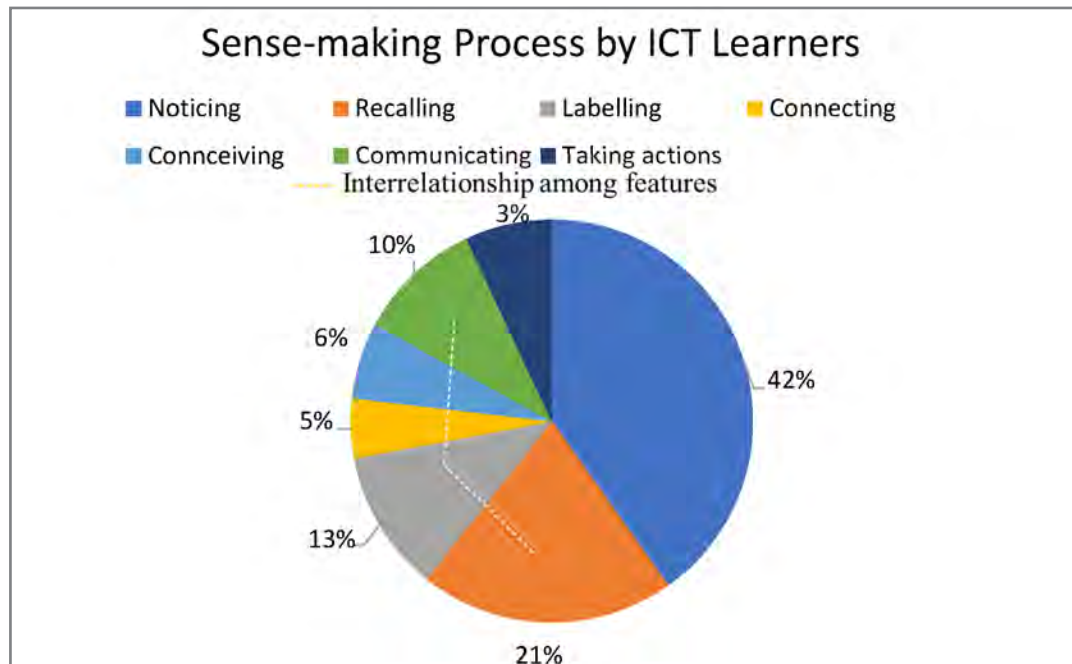 Sense-making Process by ICT Learners
Noticing Recalling Labelling Connecting
Connceiving Communicating Taking actions
Interrelationship among features
3%
10%
6%
42%
5%
13%
21%